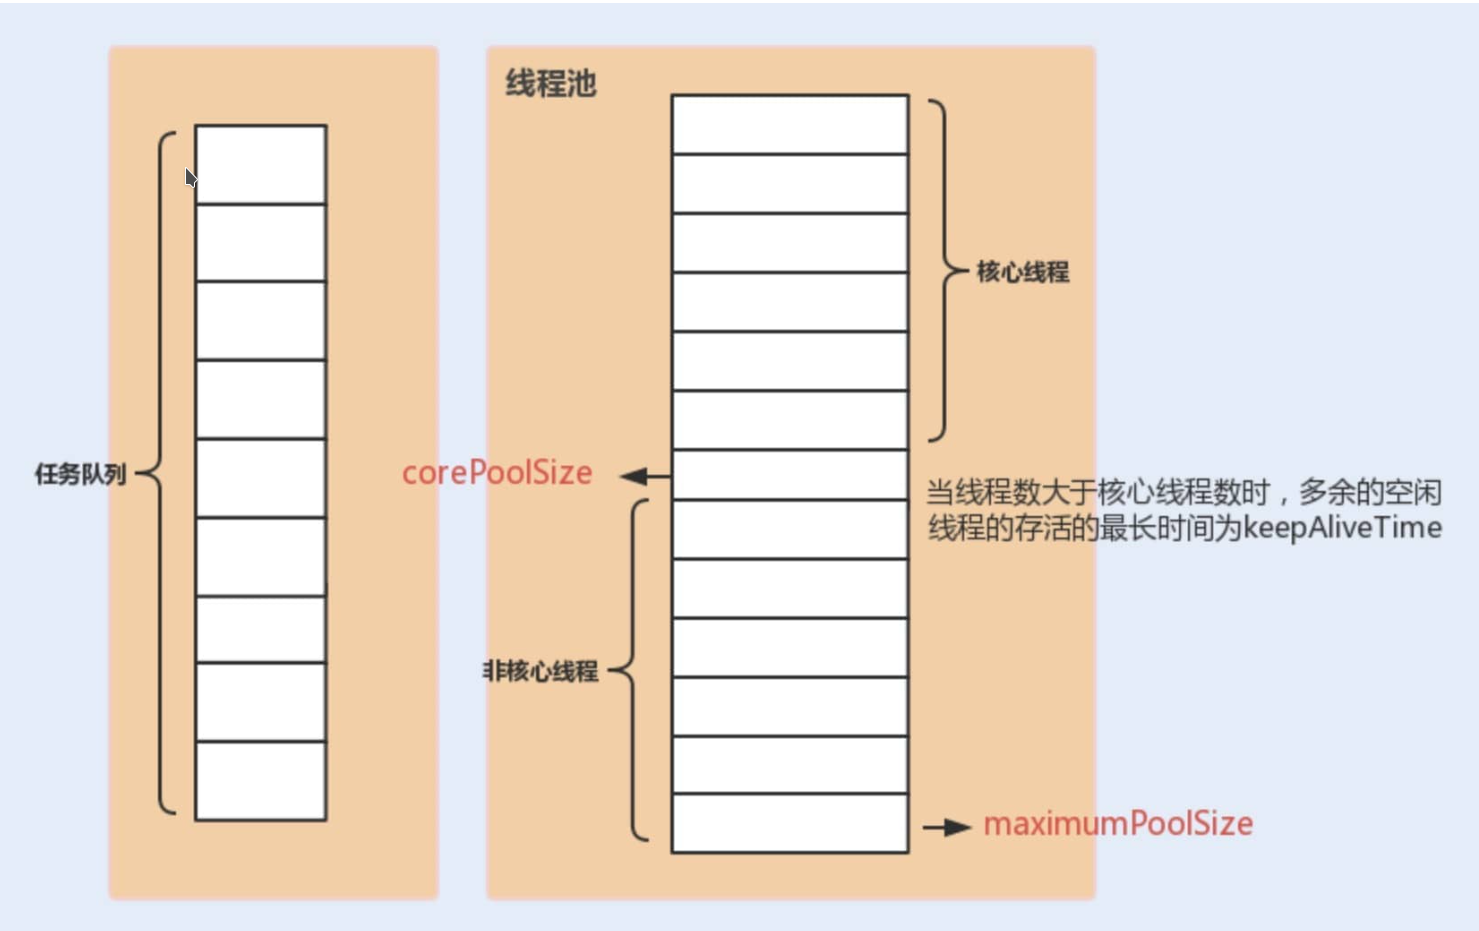 线程池
核心线程
任务队列
corePoolSize
当线程数大于核心线程数时，多余的空闲
线程的存活的最长时间为keepAliveTime
非核心线程
maximumPoolSize